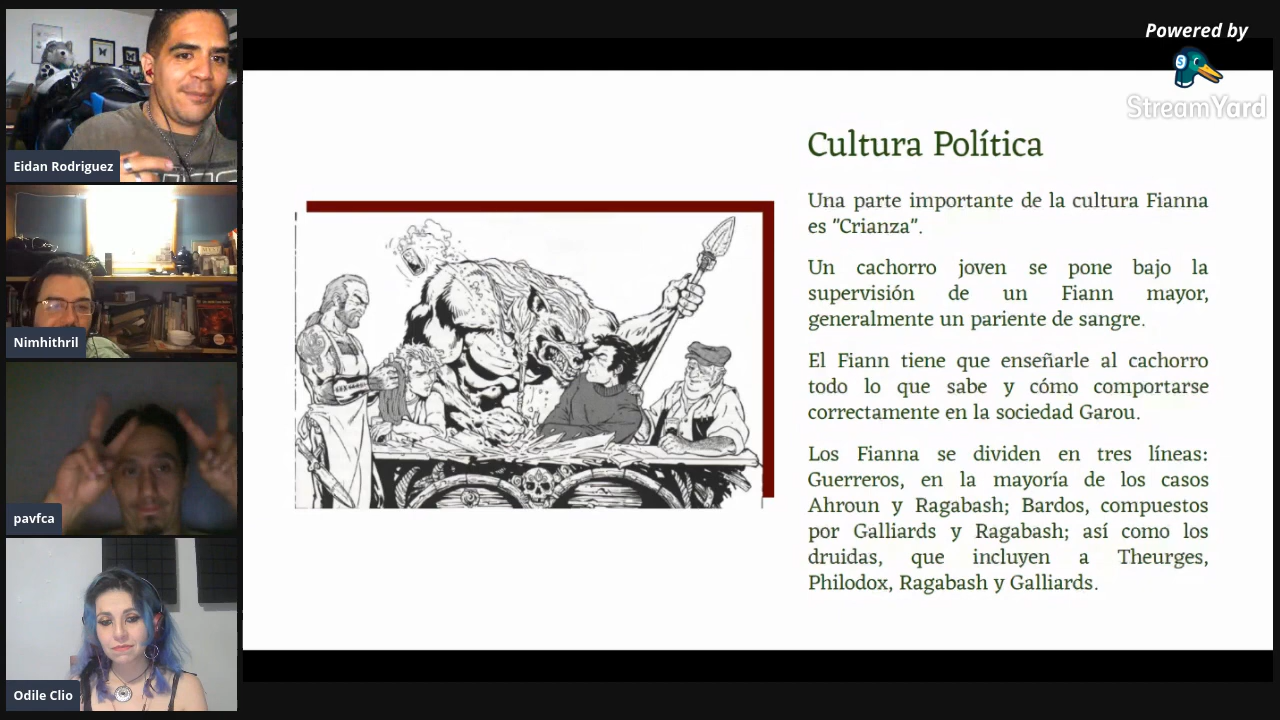 Powered by
StreamYard
Eidan Rodriguez
Nimhithril
pavfca
Odile Clio
Cultura Política
Una parte importante de la cultura Fianna
es "Crianza".
Un cachorro joven se pone bajo la
supervisión de un Fiann mayor,
generalmente un pariente de sangre.
El Fiann tiene que enseñarle al cachorro
todo lo que sabe y cómo comportarse
correctamente en la sociedad Garou.
Los Fianna se dividen en tres líneas:
Guerreros, en la mayoría de los casos
Ahroun y Ragabash; Bardos, compuestos
por Galliards y Ragabash; así como los
druidas, que incluyen a Theurges,
Philodox, Ragabash y Galliards.